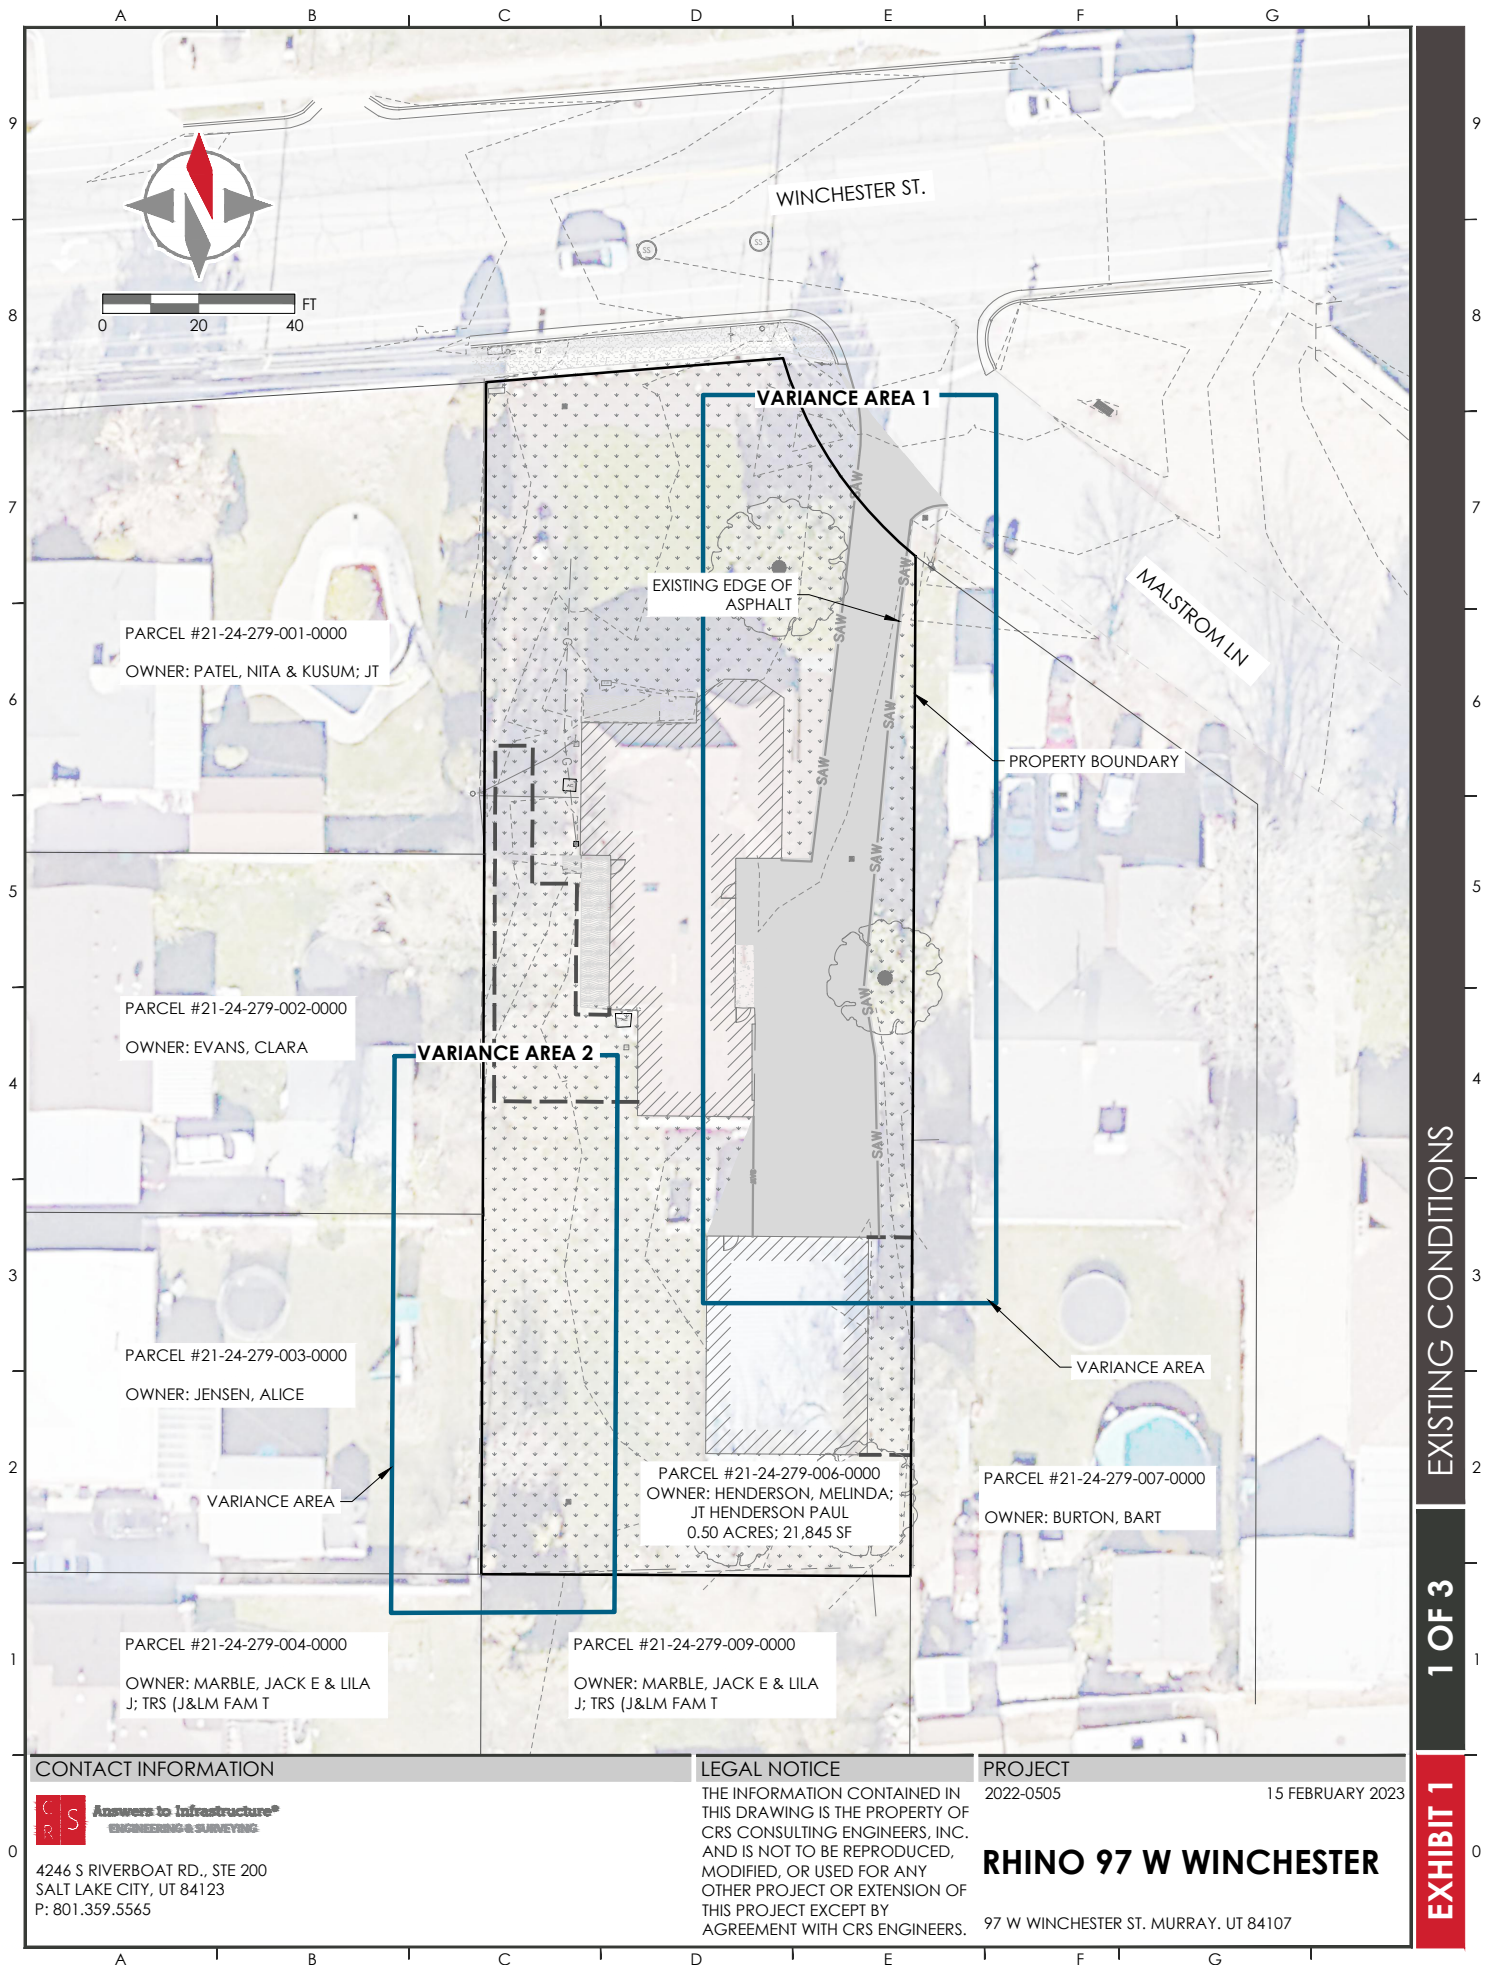 A B C D E F G
9 9
WINCHESTER ST.
SS
SS
FT
0 20 40
8 8
VARIANCE AREA 1
SAW
7 7
SAW
EXISTING EDGE OF
ASPHALT
MALSTROM LN
SAW
PARCEL #21-24-279-001-0000
OWNER: PATEL, NITA & KUSUM; JT
G
6 6
SAW
PROPERTY BOUNDARY
G
SAW
SAW
5 5
SAW
PARCEL #21-24-279-002-0000
OWNER: EVANS, CLARA
VARIANCE AREA 2
4 4
SAW
3 3
PARCEL #21-24-279-003-0000
OWNER: JENSEN, ALICE
VARIANCE AREA
2 2
VARIANCE AREA
PARCEL #21-24-279-006-0000
OWNER: HENDERSON, MELINDA;
JT HENDERSON PAUL
0.50 ACRES; 21,845 SF
PARCEL #21-24-279-007-0000
OWNER: BURTON, BART
1 1
PARCEL #21-24-279-004-0000
OWNER: MARBLE, JACK E & LILA
J; TRS (J&LM FAM T
PARCEL #21-24-279-009-0000
OWNER: MARBLE, JACK E & LILA
J; TRS (J&LM FAM T
EXISTING CONDITIONS
1 OF 3
EXHIBIT 1
CONTACT INFORMATION
CRS
Answers to Infrastructure®
ENGINEERING & SURVEYING
0 0
4246 S RIVERBOAT RD., STE 200
SALT LAKE CITY, UT 84123
P: 801.359.5565
LEGAL NOTICE
THE INFORMATION CONTAINED IN
THIS DRAWING IS THE PROPERTY OF
CRS CONSULTING ENGINEERS, INC.
AND IS NOT TO BE REPRODUCED,
MODIFIED, OR USED FOR ANY
OTHER PROJECT OR EXTENSION OF
THIS PROJECT EXCEPT BY
AGREEMENT WITH CRS ENGINEERS.
PROJECT
2022-0505 15 FEBRUARY 2023
RHINO 97 W WINCHESTER
97 W WINCHESTER ST. MURRAY. UT 84107
A B C D E F G